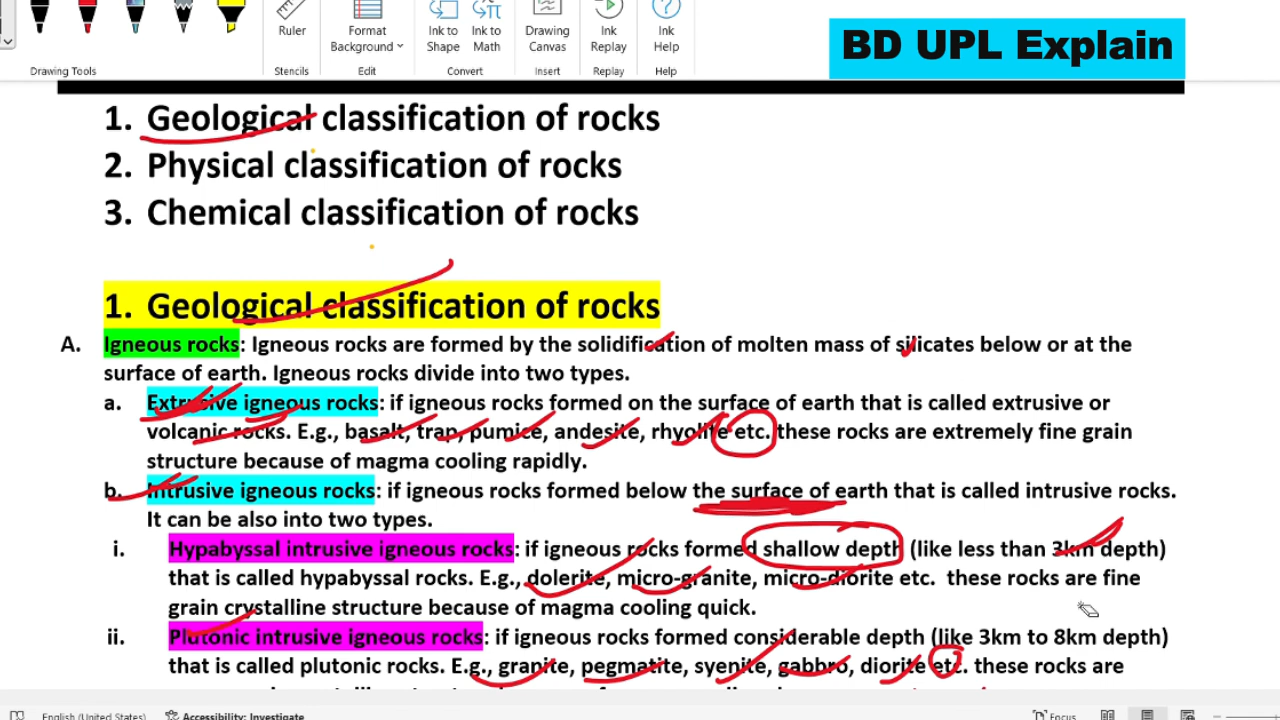 Ruler
Format
Background
Ink to
Shape
Ink to
Math
Drawing
Canvas
Ink
Replay
Ink
Help
Drawing Tools
Stencils
Edit
Convert
Insert
Replay
Help
BD UPL Explain
1. Geological classification of rocks
2. Physical classification of rocks
3. Chemical classification of rocks
1. Geological classification of rocks
A. Igneous rocks: Igneous rocks are formed by the solidification of molten mass of silicates below or at the
surface of earth. Igneous rocks divide into two types.
a. Extrusive igneous rocks: if igneous rocks formed on the surface of earth that is called extrusive or
volcanic rocks. E.g., basalt, trap, pumice, andesite, rhyolite etc. these rocks are extremely fine grain
structure because of magma cooling rapidly.
b. Intrusive igneous rocks: if igneous rocks formed below the surface of earth that is called intrusive rocks.
It can be also into two types.
i. Hypabyssal intrusive igneous rocks: if igneous rocks formed shallow depth (like less than 3km depth)
that is called hypabyssal rocks. E.g., dolerite, micro-granite, micro-diorite etc. these rocks are fine
grain crystalline structure because of magma cooling quick.
ii. Plutonic intrusive igneous rocks: if igneous rocks formed considerable depth (like 3km to 8km depth)
that is called plutonic rocks. E.g., granite, pegmatite, syenite, gabbro, diorite etc. these rocks are
English (United States)
Accessibility: Investigate
Focus